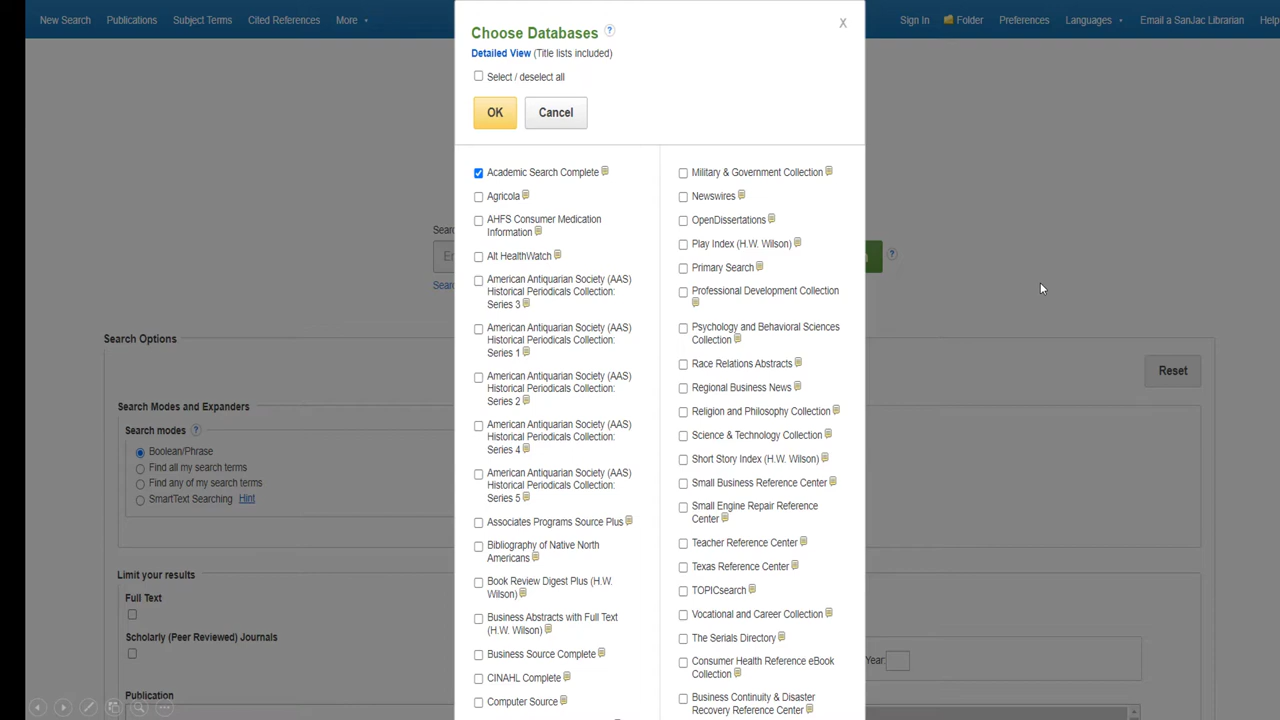 New Search Publications Subject Terms Cited References More
Sign In Folder Preferences Languages Email a SanJac Librarian Help
Choose Databases ?
X
Detailed View (Title lists included)
Select / deselect all
OK Cancel
Academic Search Complete
Agricola
AHFS Consumer Medication
Information
Alt HealthWatch
American Antiquarian Society (AAS)
Historical Periodicals Collection:
Series 3
American Antiquarian Society (AAS)
Historical Periodicals Collection:
Series 1
American Antiquarian Society (AAS)
Historical Periodicals Collection:
Series 2
American Antiquarian Society (AAS)
Historical Periodicals Collection:
Series 4
American Antiquarian Society (AAS)
Historical Periodicals Collection:
Series 5
Associates Programs Source Plus
Bibliography of Native North
Americans
Book Review Digest Plus (H.W.
Wilson)
Business Abstracts with Full Text
(H.W. Wilson)
Business Source Complete
CINAHL Complete
Computer Source
Military & Government Collection
Newswires
OpenDissertations
Play Index (H.W. Wilson)
Primary Search
Professional Development Collection
Psychology and Behavioral Sciences
Collection
Race Relations Abstracts
Regional Business News
Religion and Philosophy Collection
Science & Technology Collection
Short Story Index (H.W. Wilson)
Small Business Reference Center
Small Engine Repair Reference
Center
Teacher Reference Center
Texas Reference Center
TOPICsearch
Vocational and Career Collection
The Serials Directory
Consumer Health Reference eBook
Collection
Business Continuity & Disaster
Recovery Reference Center
?
Search Options
Reset
Search Modes and Expanders
Search modes ?
Boolean/Phrase
Find all my search terms
Find any of my search terms
SmartText Searching Hint
Limit your results
Full Text
Scholarly (Peer Reviewed) Journals
Year:
Publication